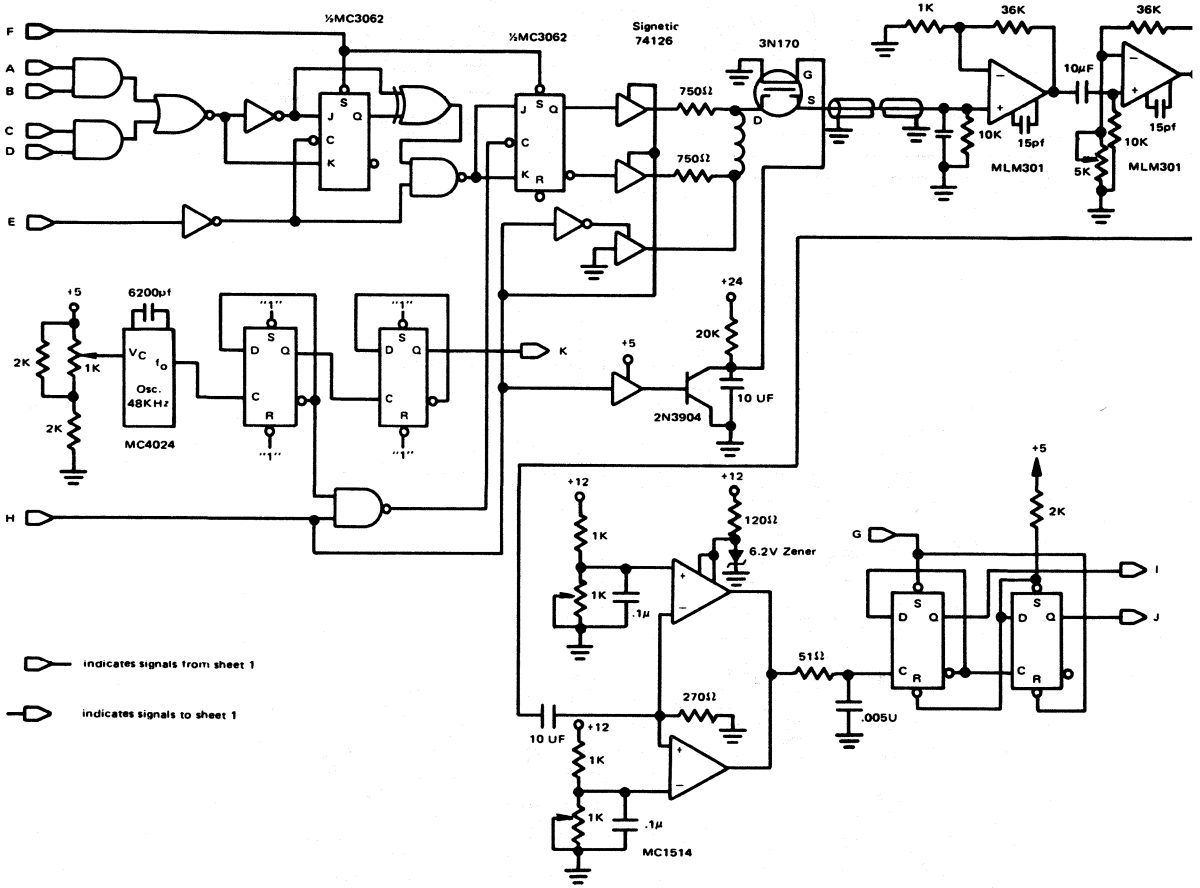 ½MC3062
F
A
B
C
D
E
S
J
Q
C
K
½MC3062
J
S
Q
C
K
R
Signetic
74126
750Ω
750Ω
3N170
G
S
D
1K
36K
−
+
10K
15pf
MLM301
10µF
36K
−
+
10K
15pf
5K
MLM301
+5
6200pf
2K
1K
2K
VC
fo
Osc.
48KHz
MC4024
"1"
S
D
Q
C
R
"1"
"1"
S
D
Q
C
R
"1"
K
+5
+24
20K
10 UF
2N3904
H
+12
1K
1K
.1µ
+12
120Ω
6.2V Zener
+
−
51Ω
.005U
270Ω
10 UF
+12
1K
1K
.1µ
+
−
MC1514
G
S
D
Q
C
R
+5
2K
S
D
Q
C
R
I
J
indicates signals from sheet 1
indicates signals to sheet 1